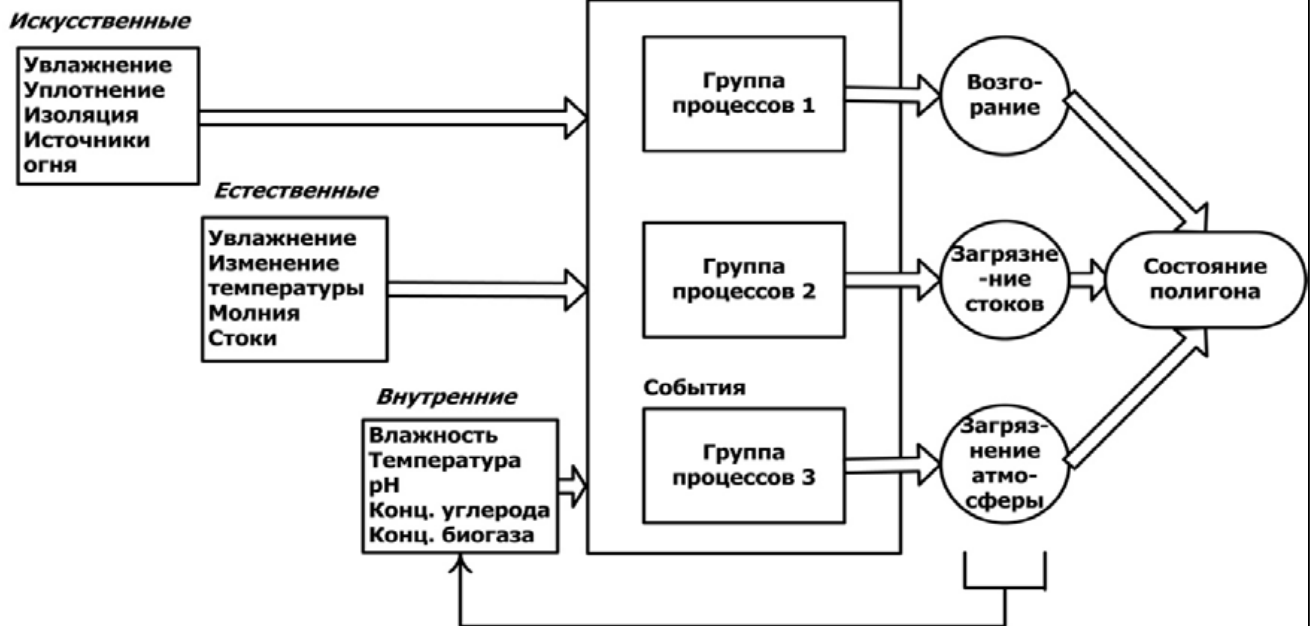 Искусственные
Увлажнение
Уплотнение
Изоляция
Источники
огня
Естественные
Увлажнение
Изменение
температуры
Молния
Стоки
Внутренние
Влажность
Температура
pH
Конц. углерода
Конц. биогаза
Группа
процессов 1
Группа
процессов 2
События
Группа
процессов 3
Возго-
рание
Загрязне
-ние
стоков
Загряз-
нение
атмо-
сферы
Состояние
полигона